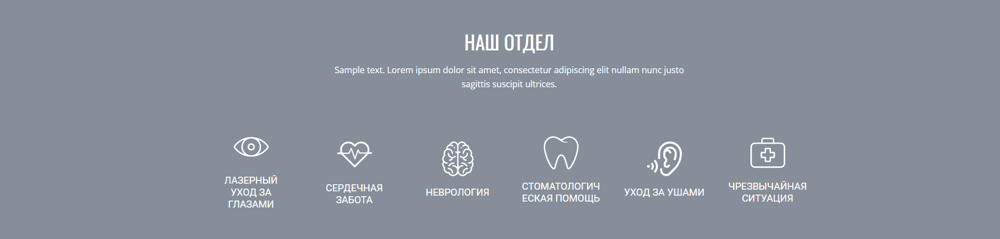 НАШ ОТДЕЛ
Sample text. Lorem ipsum dolor sit amet, consectetur adipiscing elit nullam nunc justo
sagittis suscipit ultrices.
ЛАЗЕРНЫЙ
УХОД ЗА
ГЛАЗАМИ
СЕРДЕЧНАЯ
ЗАБОТА
НЕВРОЛОГИЯ
СТОМАТОЛОГИЧ
ЕСКАЯ ПОМОЩЬ
УХОД ЗА УШАМИ
ЧРЕЗВЫЧАЙНАЯ
СИТУАЦИЯ